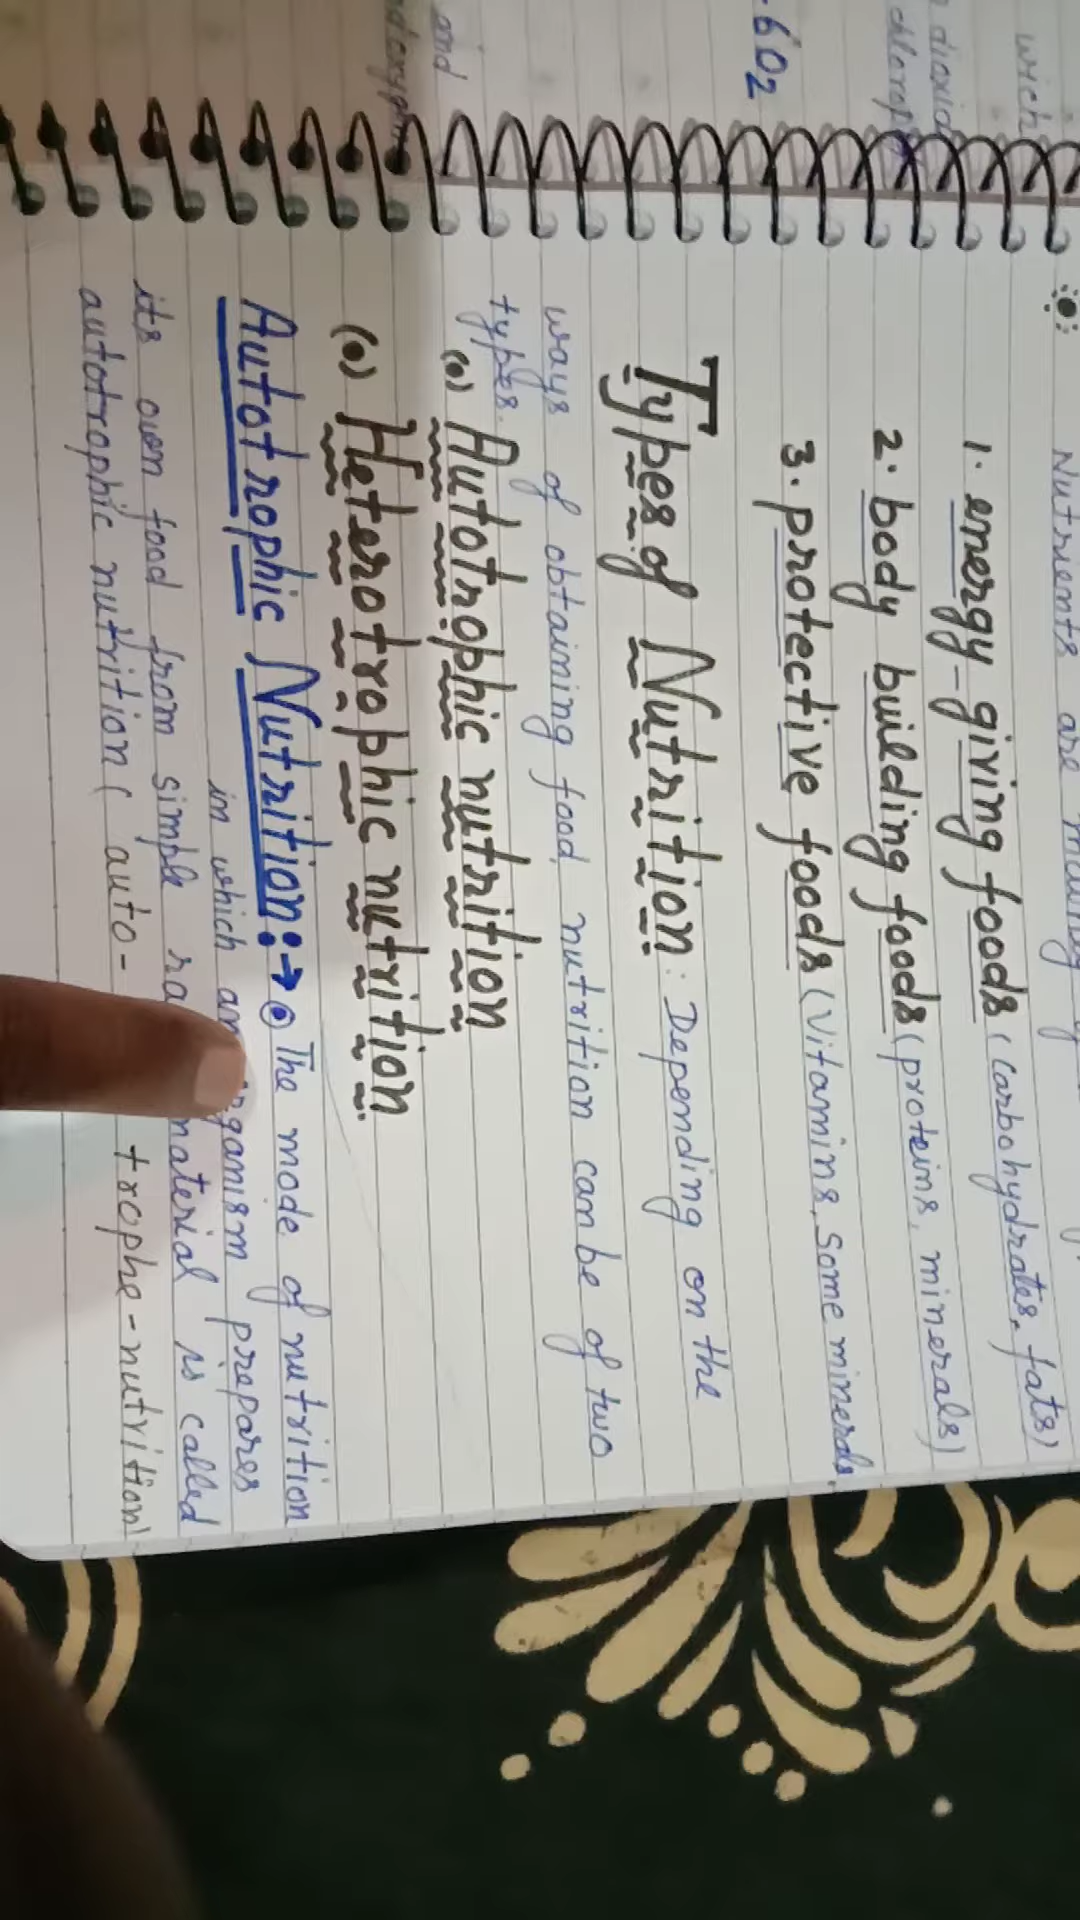 Nutrients are mainly
1. energy-giving foods (carbohydrates, fats)
2. body building foods (proteins, minerals)
3. protective foods (Vitamins, Some minerals,
Types of Nutrition: Depending on the
ways of obtaining food, nutrition can be of two
types.
(•) Autotrophic nutrition
(•) Heterotrophic nutrition
Autotrophic Nutrition:→ The mode of nutrition
in which an organism prepares
its own food from simple material is called
autotrophic nutrition ( auto-
trophe-nutrition)
6O2
and